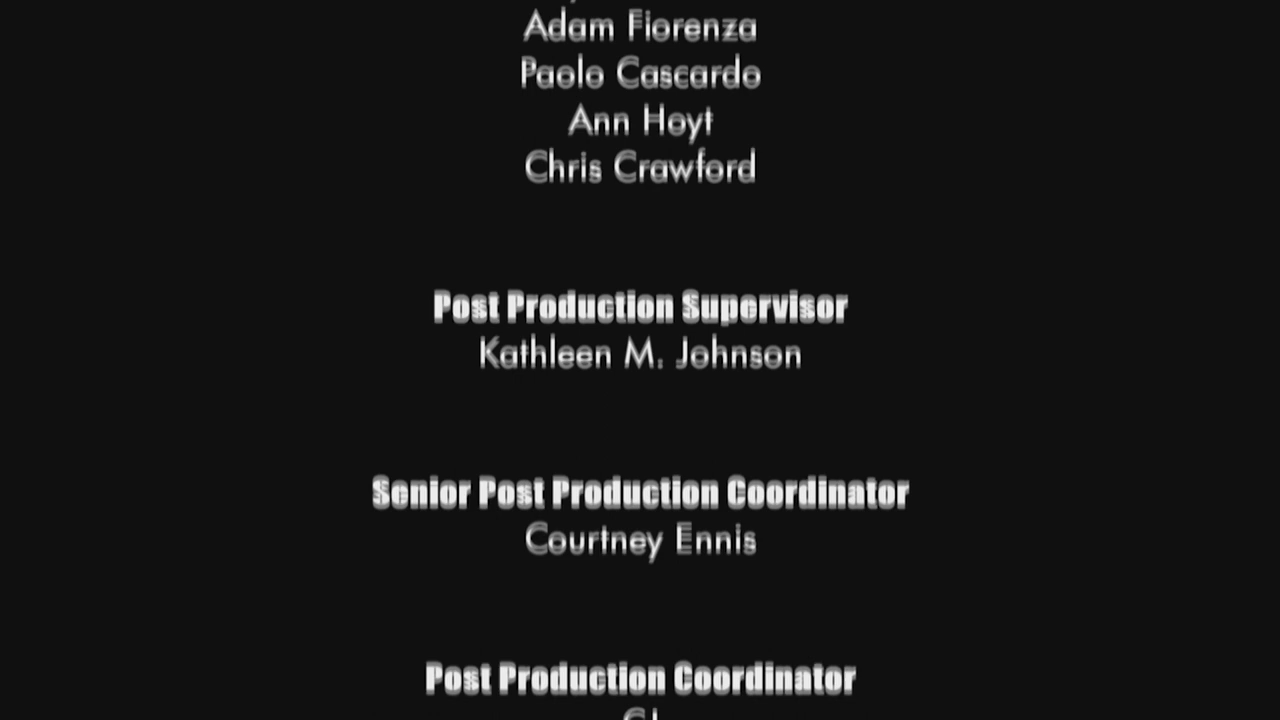 Adam Fiorenza
Paolo Cascardo
Ann Hoyt
Chris Crawford
Post Production Supervisor
Kathleen M. Johnson
Senior Post Production Coordinator
Courtney Ennis
Post Production Coordinator